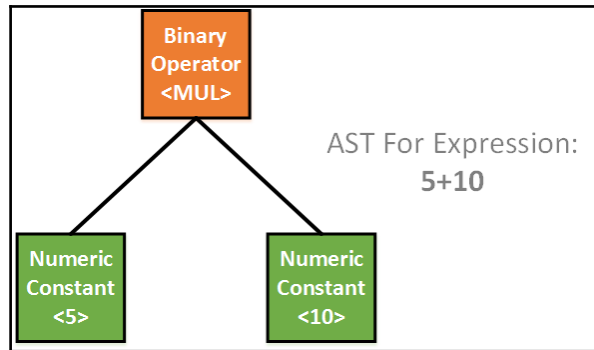 Binary
Operator
<MUL>
AST For Expression:
5+10
Numeric
Constant
<5>
Numeric
Constant
<10>